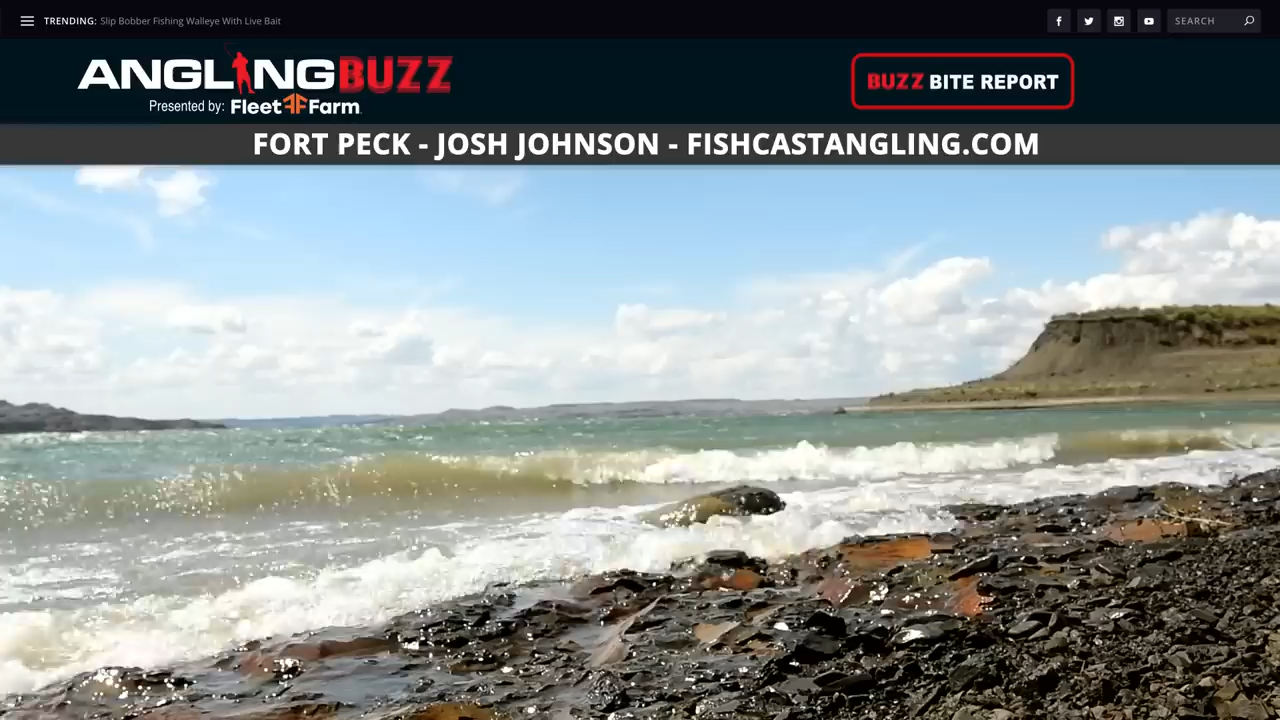 TRENDING: Slip Bobber Fishing Walleye With Live Bait
SEARCH
ANGLINGBUZZ
Presented by: Fleet Farm
BUZZ BITE REPORT
FORT PECK - JOSH JOHNSON - FISHCASTANGLING.COM